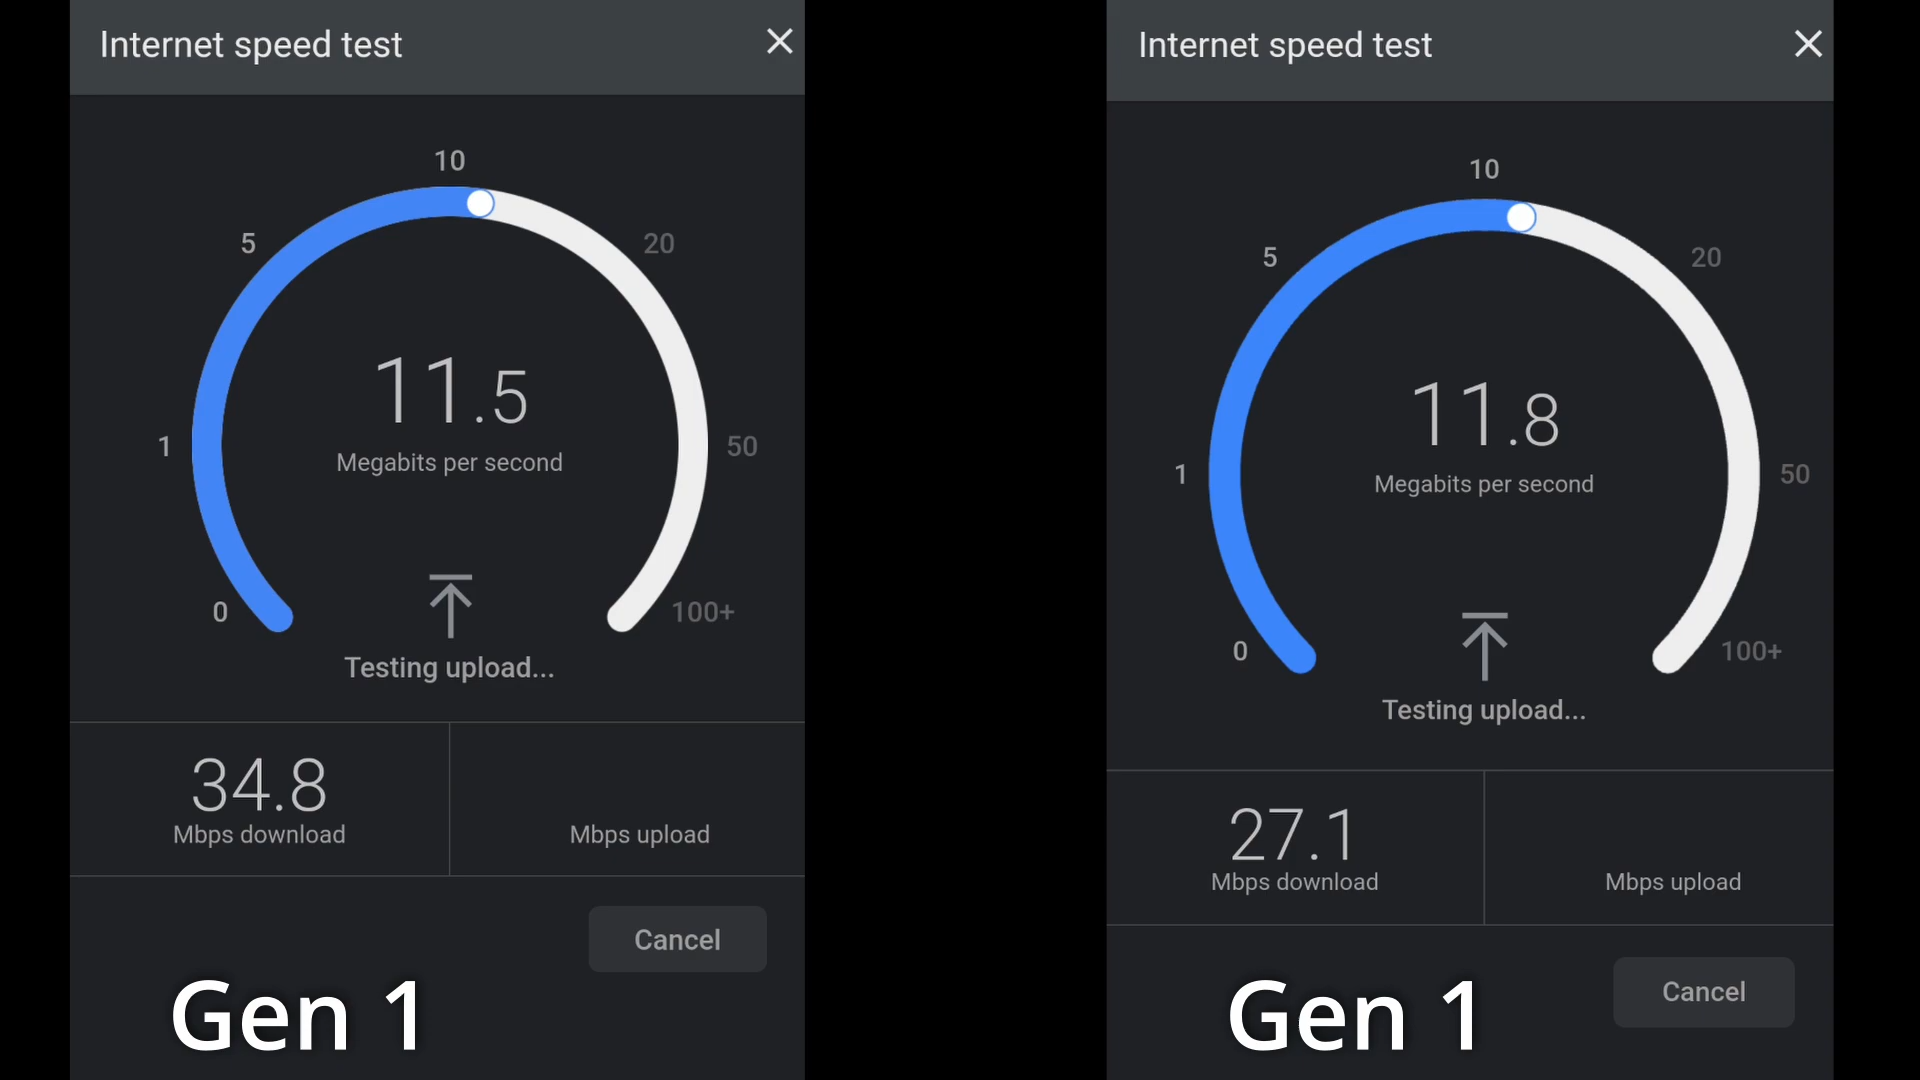 Internet speed test
10
5
20
11.5
Megabits per second
1
50
0
100+
Testing upload...
34.8
Mbps download
Mbps upload
Cancel
Gen 1
Internet speed test
10
5
20
11.8
Megabits per second
1
50
0
100+
Testing upload...
27.1
Mbps download
Mbps upload
Cancel
Gen 1